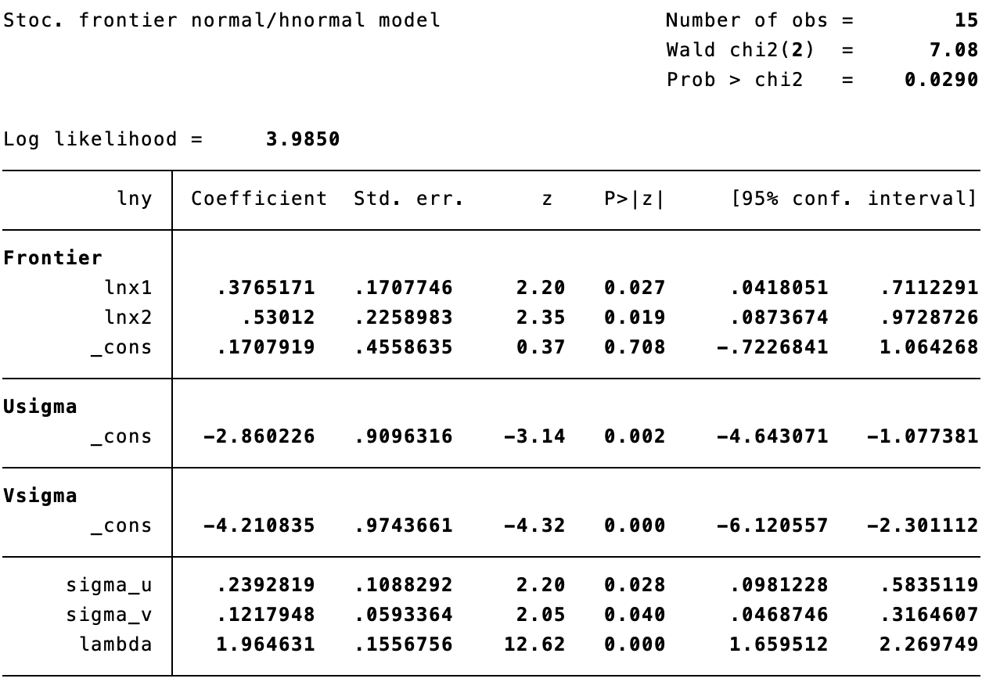 Stoc. frontier normal/hnormal model Number of obs = 15
Wald chi2(2) = 7.08
Prob > chi2 = 0.0290
Log likelihood = 3.9850
lny Coefficient Std. err. z P>|z| [95% conf. interval]
Frontier
lnx1 .3765171 .1707746 2.20 0.027 .0418051 .7112291
lnx2 .53012 .2258983 2.35 0.019 .0873674 .9728726
_cons .1707919 .4558635 0.37 0.708 -.7226841 1.064268
Usigma
_cons -2.860226 .9096316 -3.14 0.002 -4.643071 -1.077381
Vsigma
_cons -4.210835 .9743661 -4.32 0.000 -6.120557 -2.301112
sigma_u .2392819 .1088292 2.20 0.028 .0981228 .5835119
sigma_v .1217948 .0593364 2.05 0.040 .0468746 .3164607
lambda 1.964631 .1556756 12.62 0.000 1.659512 2.269749